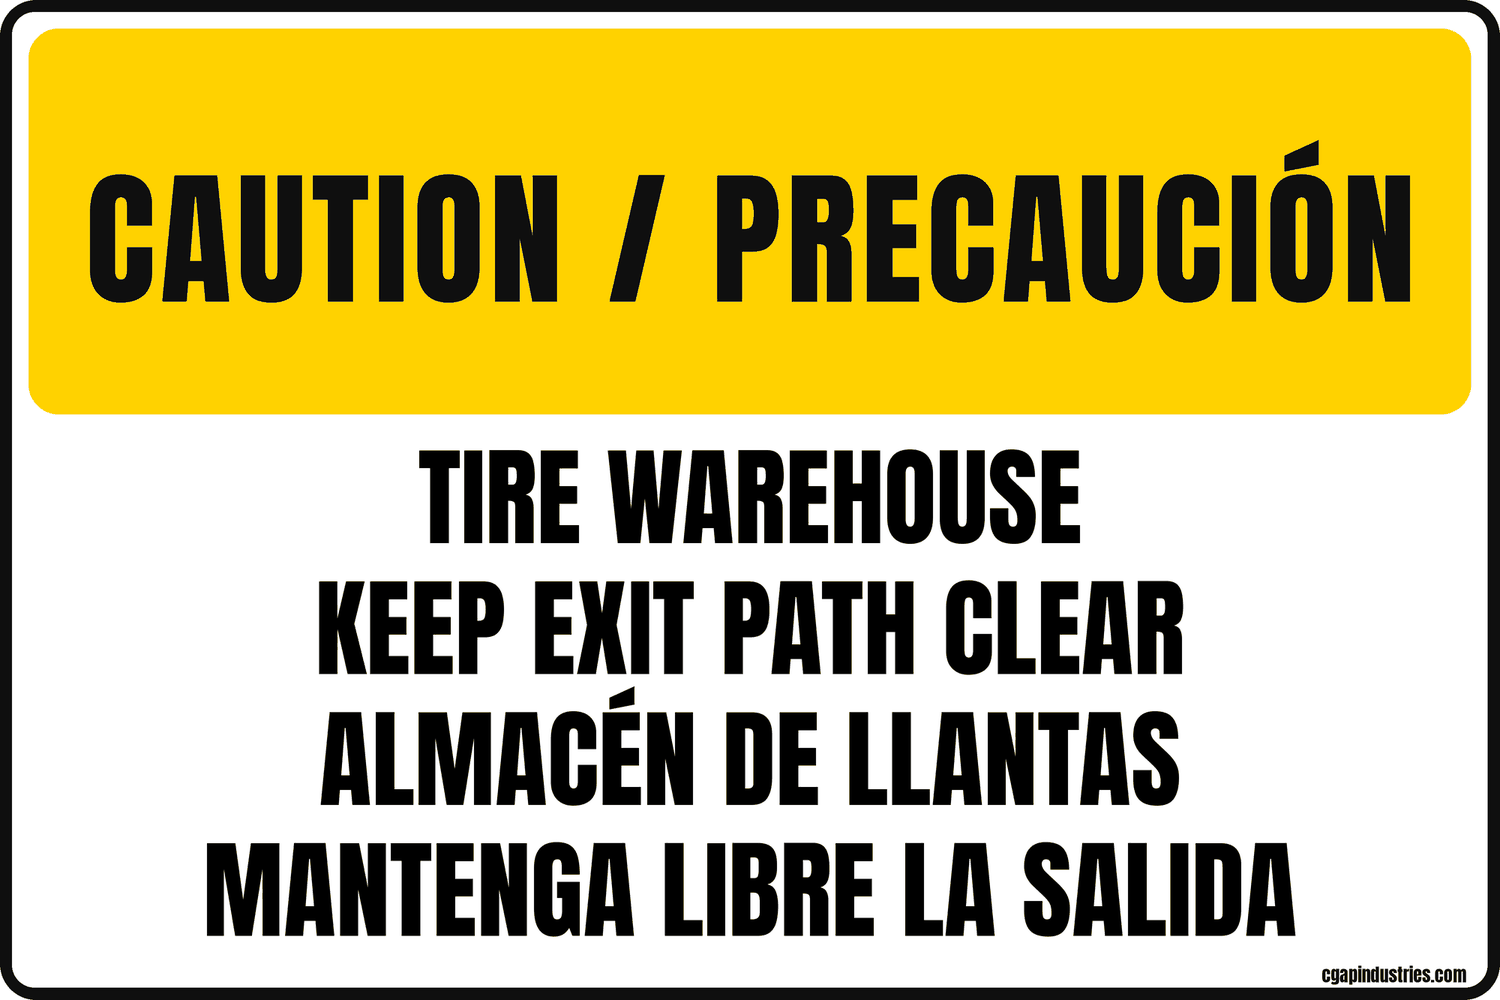 CAUTION / PRECAUCIÓN
TIRE WAREHOUSE
KEEP EXIT PATH CLEAR
ALMACÉN DE LLANTAS
MANTENGA LIBRE LA SALIDA
cgapindustries.com